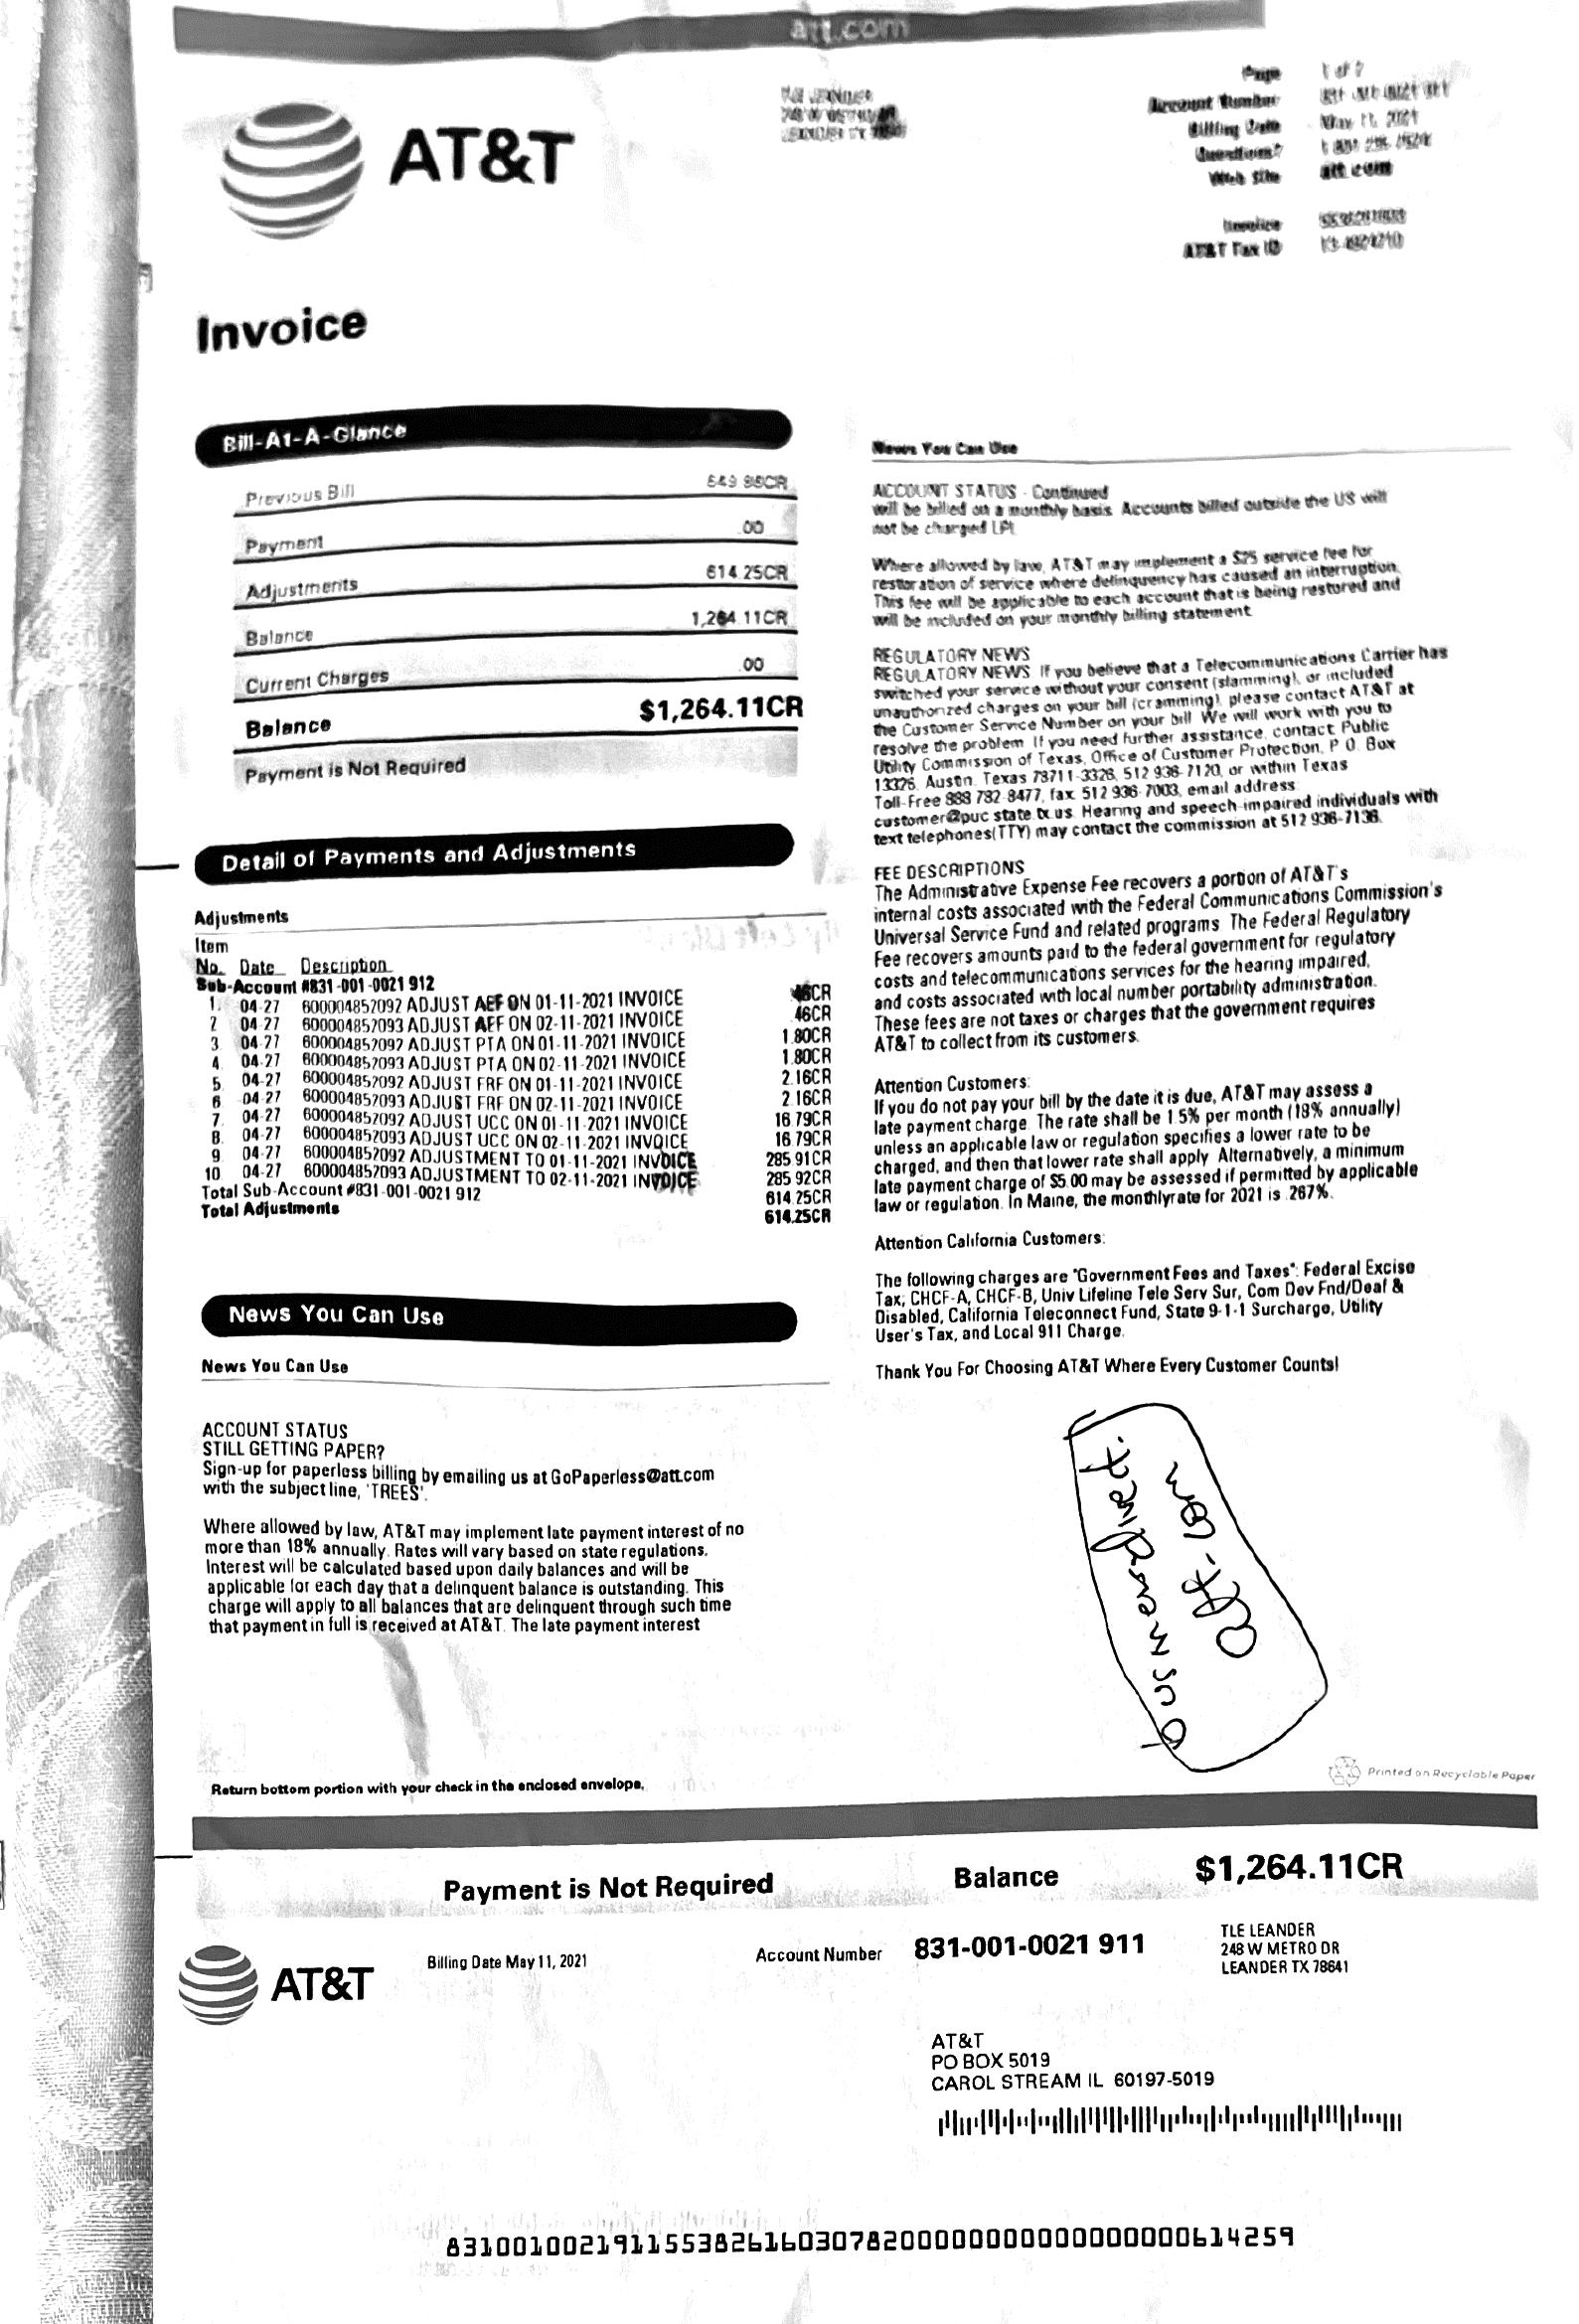 att.com
AT&T
Page 1 of
Account Number
Billing Date May 11, 2021
Questions?
Web Site att.com
Invoice
AT&T Tax ID
Invoice
Bill-At-A-Glance
Previous Bill
Payment .00
Adjustments 614.25CR
Balance 1,264.11CR
Current Charges .00
Balance $1,264.11CR
Payment is Not Required
Detail of Payments and Adjustments
Adjustments
Item
No. Date Description
Sub-Account #831-001-0021 912
1. 04-27 600004857092 ADJUST AEF ON 01-11-2021 INVOICE
2 04-27 600004857093 ADJUST AEF ON 02-11-2021 INVOICE .46CR
3 04-27 600004857092 ADJUST PTA ON 01-11-2021 INVOICE 1.80CR
4. 04-27 600004857093 ADJUST PTA ON 02-11-2021 INVOICE 1.80CR
5. 04-27 600004857092 ADJUST FRF ON 01-11-2021 INVOICE 2.16CR
6 04-27 600004857093 ADJUST FRF ON 02-11-2021 INVOICE 2.16CR
7. 04-27 600004857092 ADJUST UCC ON 01-11-2021 INVOICE 16.79CR
8. 04-27 600004857093 ADJUST UCC ON 02-11-2021 INVOICE 16.79CR
9 04-27 600004857092 ADJUSTMENT TO 01-11-2021 INVOICE 285.91CR
10 04-27 600004857093 ADJUSTMENT TO 02-11-2021 INVOICE 285.92CR
Total Sub-Account #831-001-0021 912 614.25CR
Total Adjustments 614.25CR
News You Can Use
News You Can Use
ACCOUNT STATUS
STILL GETTING PAPER?
Sign-up for paperless billing by emailing us at GoPaperless@att.com
with the subject line, 'TREES'.
Where allowed by law, AT&T may implement late payment interest of no
more than 18% annually. Rates will vary based on state regulations.
Interest will be calculated based upon daily balances and will be
applicable for each day that a delinquent balance is outstanding. This
charge will apply to all balances that are delinquent through such time
that payment in full is received at AT&T. The late payment interest
News You Can Use
ACCOUNT STATUS - Continued
will be billed on a monthly basis. Accounts billed outside the US will
not be charged LPI.
Where allowed by law, AT&T may implement a $25 service fee for
restoration of service where delinquency has caused an interruption.
This fee will be applicable to each account that is being restored and
will be included on your monthly billing statement.
REGULATORY NEWS
REGULATORY NEWS If you believe that a Telecommunications Carrier has
switched your service without your consent (slamming), or included
unauthorized charges on your bill (cramming), please contact AT&T at
the Customer Service Number on your bill. We will work with you to
resolve the problem. If you need further assistance, contact: Public
Utility Commission of Texas, Office of Customer Protection, P.O. Box
13326, Austin, Texas 78711-3326, 512 936-7120, or within Texas
Toll-Free 888 782-8477, fax 512 936-7003, email address:
customer@puc.state.tx.us. Hearing and speech-impaired individuals with
text telephones(TTY) may contact the commission at 512 936-7136.
FEE DESCRIPTIONS
The Administrative Expense Fee recovers a portion of AT&T's
internal costs associated with the Federal Communications Commission's
Universal Service Fund and related programs. The Federal Regulatory
Fee recovers amounts paid to the federal government for regulatory
costs and telecommunications services for the hearing impaired,
and costs associated with local number portability administration.
These fees are not taxes or charges that the government requires
AT&T to collect from its customers.
Attention Customers:
If you do not pay your bill by the date it is due, AT&T may assess a
late payment charge. The rate shall be 1.5% per month (18% annually)
unless an applicable law or regulation specifies a lower rate to be
charged, and then that lower rate shall apply. Alternatively, a minimum
late payment charge of $5.00 may be assessed if permitted by applicable
law or regulation. In Maine, the monthlyrate for 2021 is .267%.
Attention California Customers:
The following charges are "Government Fees and Taxes": Federal Excise
Tax, CHCF-A, CHCF-B, Univ Lifeline Tele Serv Sur, Com Dev Fnd/Deaf &
Disabled, California Teleconnect Fund, State 9-1-1 Surcharge, Utility
User's Tax, and Local 911 Charge.
Thank You For Choosing AT&T Where Every Customer Counts!
att.com
Return bottom portion with your check in the enclosed envelope.
Printed on Recyclable Paper
Payment is Not Required Balance $1,264.11CR
AT&T
Billing Date May 11, 2021
Account Number 831-001-0021 911
TLE LEANDER
248 W METRO DR
LEANDER TX 78641
AT&T
PO BOX 5019
CAROL STREAM IL 60197-5019